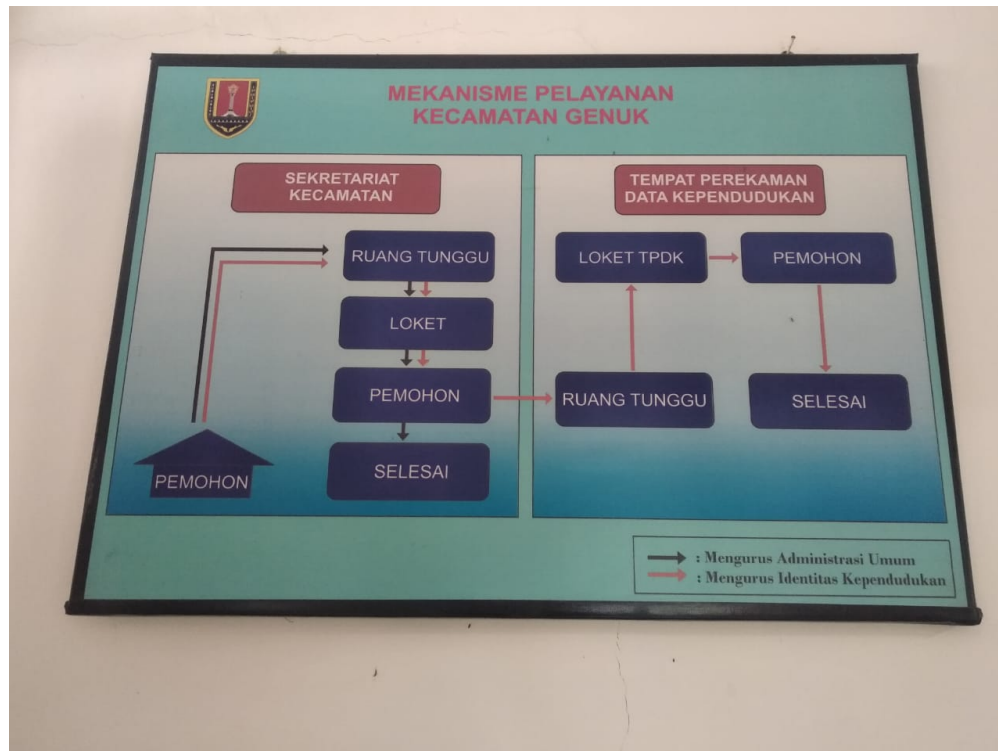 MEKANISME PELAYANAN
KECAMATAN GENUK
SEKRETARIAT
KECAMATAN
RUANG TUNGGU
LOKET
PEMOHON
SELESAI
PEMOHON
TEMPAT PEREKAMAN
DATA KEPENDUDUKAN
LOKET TPDK
PEMOHON
RUANG TUNGGU
SELESAI
: Mengurus Administrasi Umum
: Mengurus Identitas Kependudukan